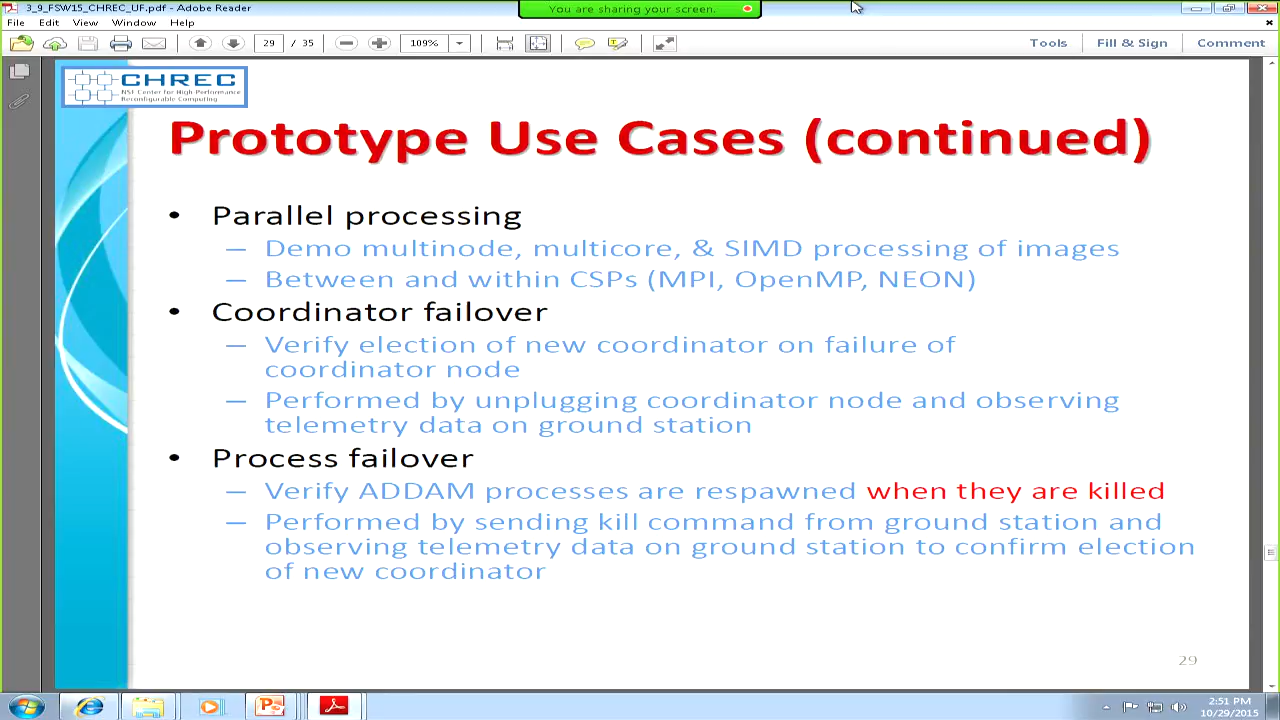 3_9_FSW15_CHREC_UF.pdf - Adobe Reader
You are sharing your screen.
File Edit View Window Help
29 / 35
109%
Tools Fill & Sign Comment
CHREC
NSF Center for High-Performance
Reconfigurable Computing
Prototype Use Cases (continued)
• Parallel processing
– Demo multinode, multicore, & SIMD processing of images
– Between and within CSPs (MPI, OpenMP, NEON)
• Coordinator failover
– Verify election of new coordinator on failure of
coordinator node
– Performed by unplugging coordinator node and observing
telemetry data on ground station
• Process failover
– Verify ADDAM processes are respawned when they are killed
– Performed by sending kill command from ground station and
observing telemetry data on ground station to confirm election
of new coordinator
29
2:51 PM
10/29/2015